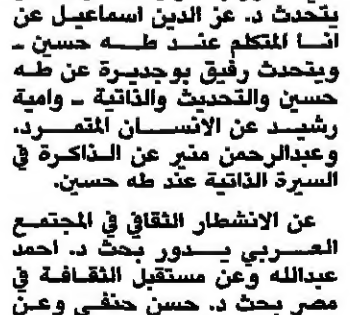 يتحدث د. عز الدين اسماعيل عن
انا المتكلم عند طه حسين ـ
ويتحدث رفيق بوجديرة عن طه
حسين والتحديث والذاتية ـ وامية
رشيد عن الانسان المتمرد،
وعبدالرحمن منير عن الذاكرة في
السيرة الذاتية عند طه حسين.
عن الانشطار الثقافي في المجتمع
العربي يدور بحث د. احمد
عبدالله وعن مستقبل الثقافة في
مصر بحث د. حسن حنفي وعن